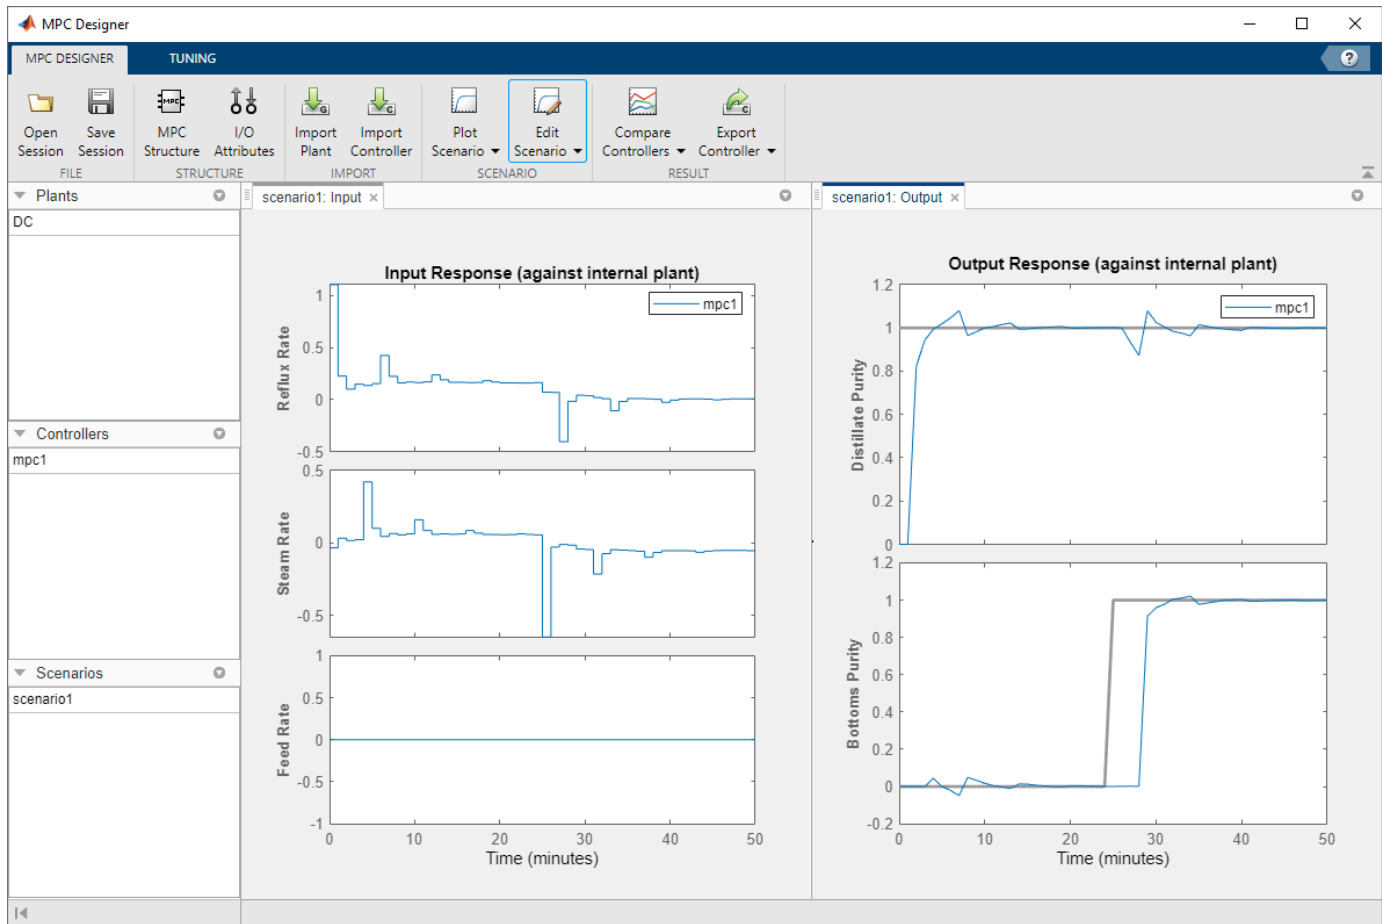 MPC Designer
MPC DESIGNER
TUNING
?
MPC
G
C
C
Open Session
Save Session
MPC Structure
I/O Attributes
Import Plant
Import Controller
Plot Scenario
Edit Scenario
Compare Controllers
Export Controller
FILE
STRUCTURE
IMPORT
SCENARIO
RESULT
Plants
DC
Controllers
mpc1
Scenarios
scenario1
scenario1: Input
Input Response (against internal plant)
mpc1
Reflux Rate
1
0.5
0
-0.5
Steam Rate
0.5
0
-0.5
Feed Rate
1
0.5
0
-0.5
-1
0 10 20 30 40 50
Time (minutes)
scenario1: Output
Output Response (against internal plant)
mpc1
Distillate Purity
1.2
1
0.8
0.6
0.4
0.2
0
Bottoms Purity
1.2
1
0.8
0.6
0.4
0.2
0
-0.2
0 10 20 30 40 50
Time (minutes)